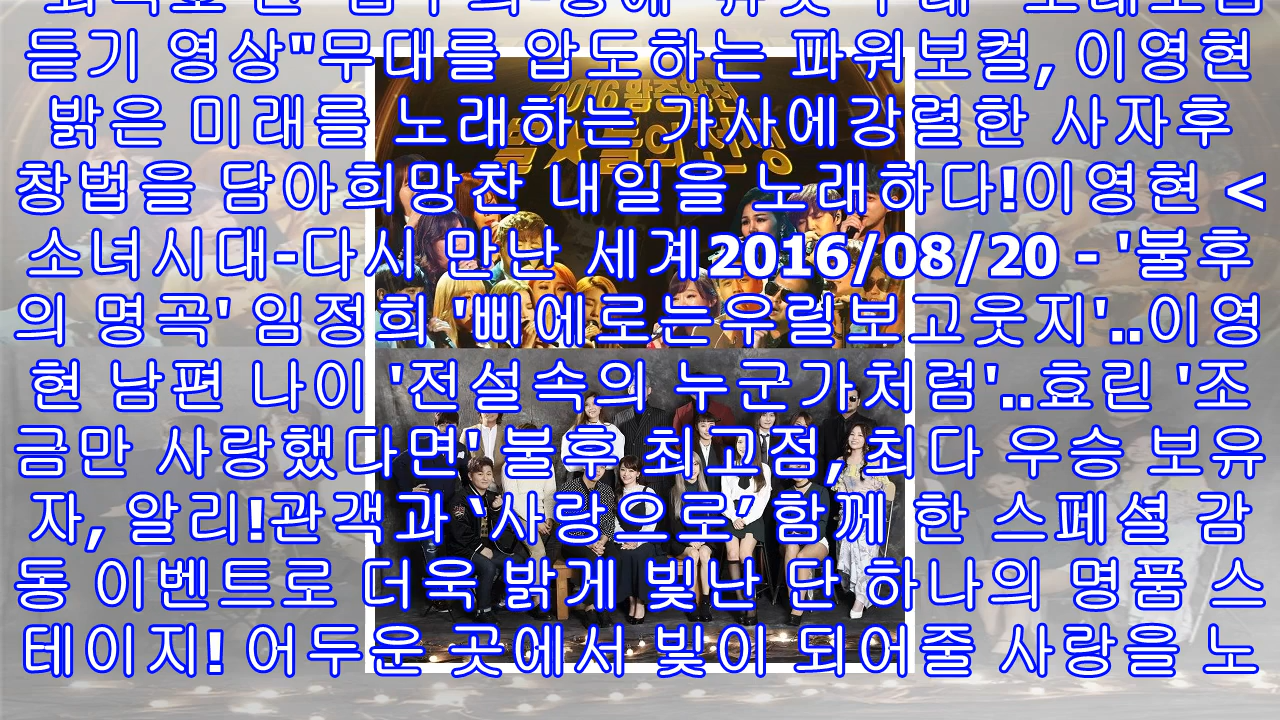 듣기 영상"무대를 압도하는 파워보컬, 이영현
밝은 미래를 노래하는 가사에강렬한 사자후
창법을 담아희망찬 내일을 노래하다!이영현 <
소녀시대-다시 만난 세계2016/08/20 - '불후
의 명곡' 임정희 '삐에로는우릴보고웃지'..이영
현 남편 나이 '전설속의 누군가처럼'..효린 '조
금만 사랑했다면' 불후 최고점, 최다 우승 보유
자, 알리!관객과 ‘사랑으로’ 함께 한 스페셜 감
동 이벤트로 더욱 밝게 빛난 단 하나의 명품 스
테이지! 어두운 곳에서 빛이 되어줄 사랑을 노
2016 왕중왕전